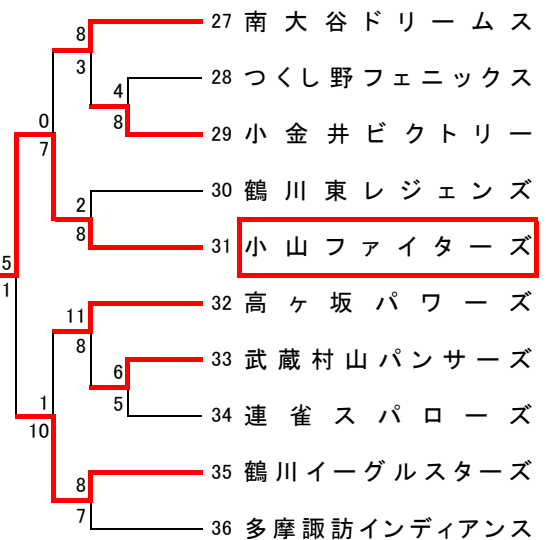 8
27 南大谷ドリームス
3
28 つくし野フェニックス
4
8
29 小金井ビクトリー
0
7
30 鶴川東レジェンズ
2
8
31 小山ファイターズ
5
1
32 高ヶ坂パワーズ
11
8
33 武蔵村山パンサーズ
6
5
34 連雀スパローズ
1
10
35 鶴川イーグルスターズ
8
7
36 多摩諏訪インディアンス